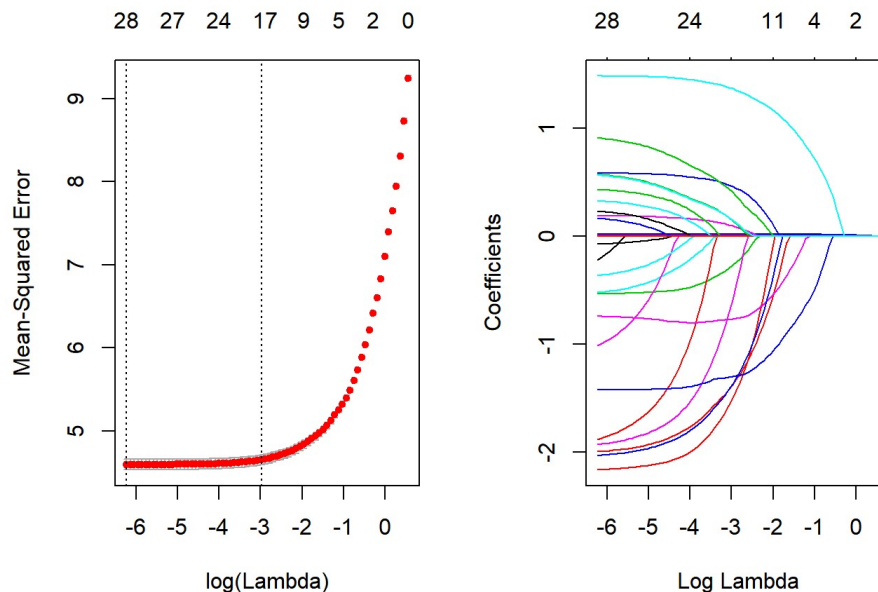 28 27 24 17 9 5 2 0
Mean-Squared Error
9
8
7
6
5
-6 -5 -4 -3 -2 -1 0
log(Lambda)
28 24 11 4 2
Coefficients
1
0
-1
-2
-6 -5 -4 -3 -2 -1 0
Log Lambda